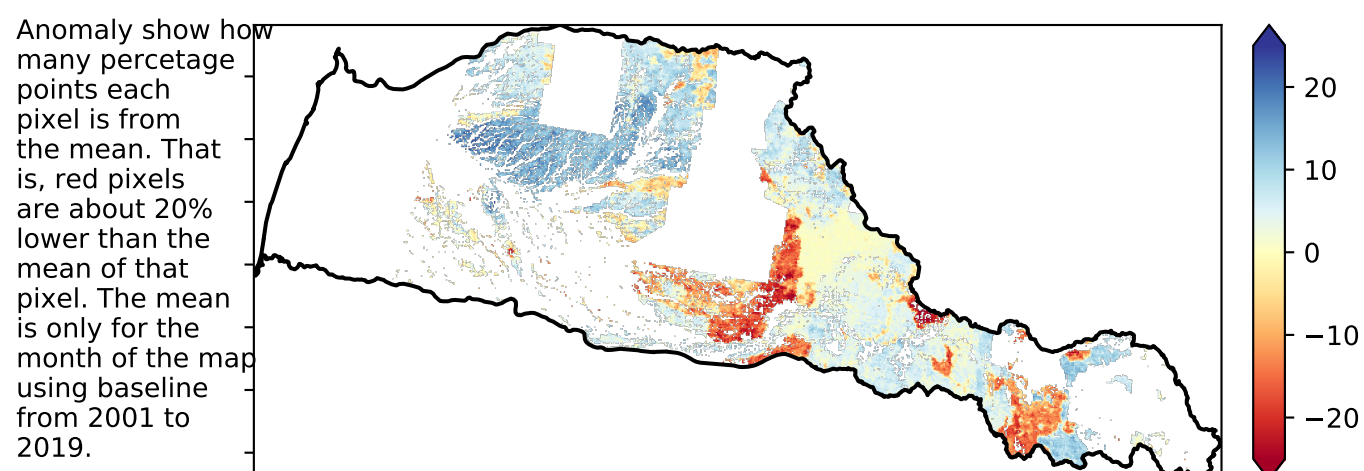 Anomaly show how
many percetage
points each
pixel is from
the mean. That
is, red pixels
are about 20%
lower than the
mean of that
pixel. The mean
is only for the
month of the map
using baseline
from 2001 to
2019.
20
10
0
−10
−20